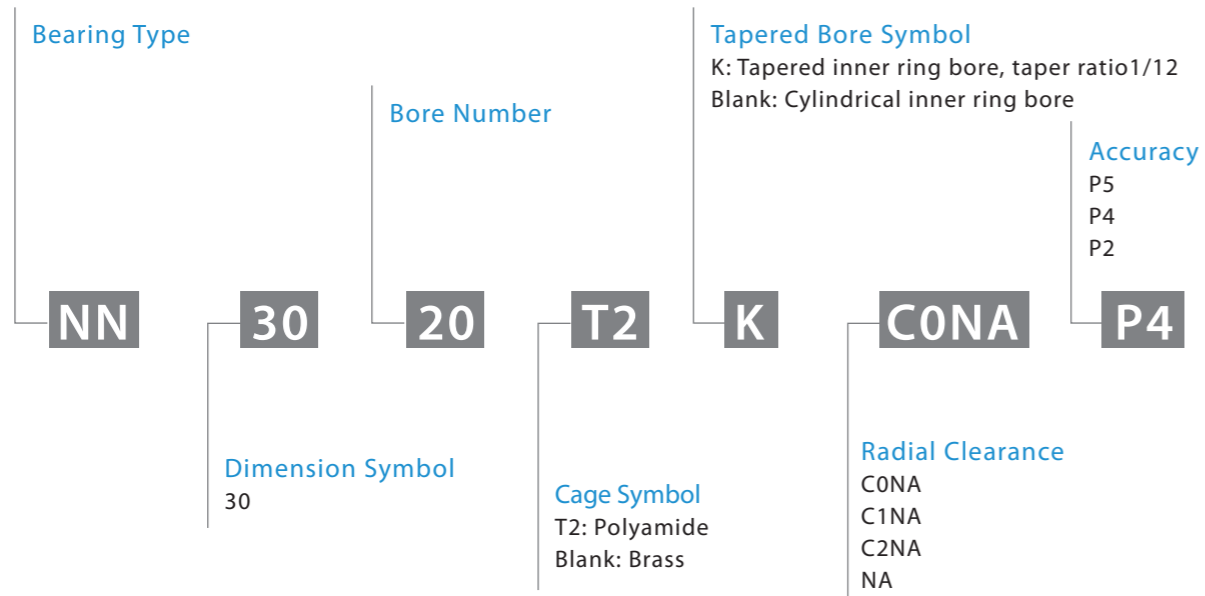 Bearing Type
Tapered Bore Symbol
K: Tapered inner ring bore, taper ratio1/12
Blank: Cylindrical inner ring bore
Bore Number
Accuracy
P5
P4
P2
NN 30 20 T2 K C0NA P4
Dimension Symbol
30
Cage Symbol
T2: Polyamide
Blank: Brass
Radial Clearance
C0NA
C1NA
C2NA
NA